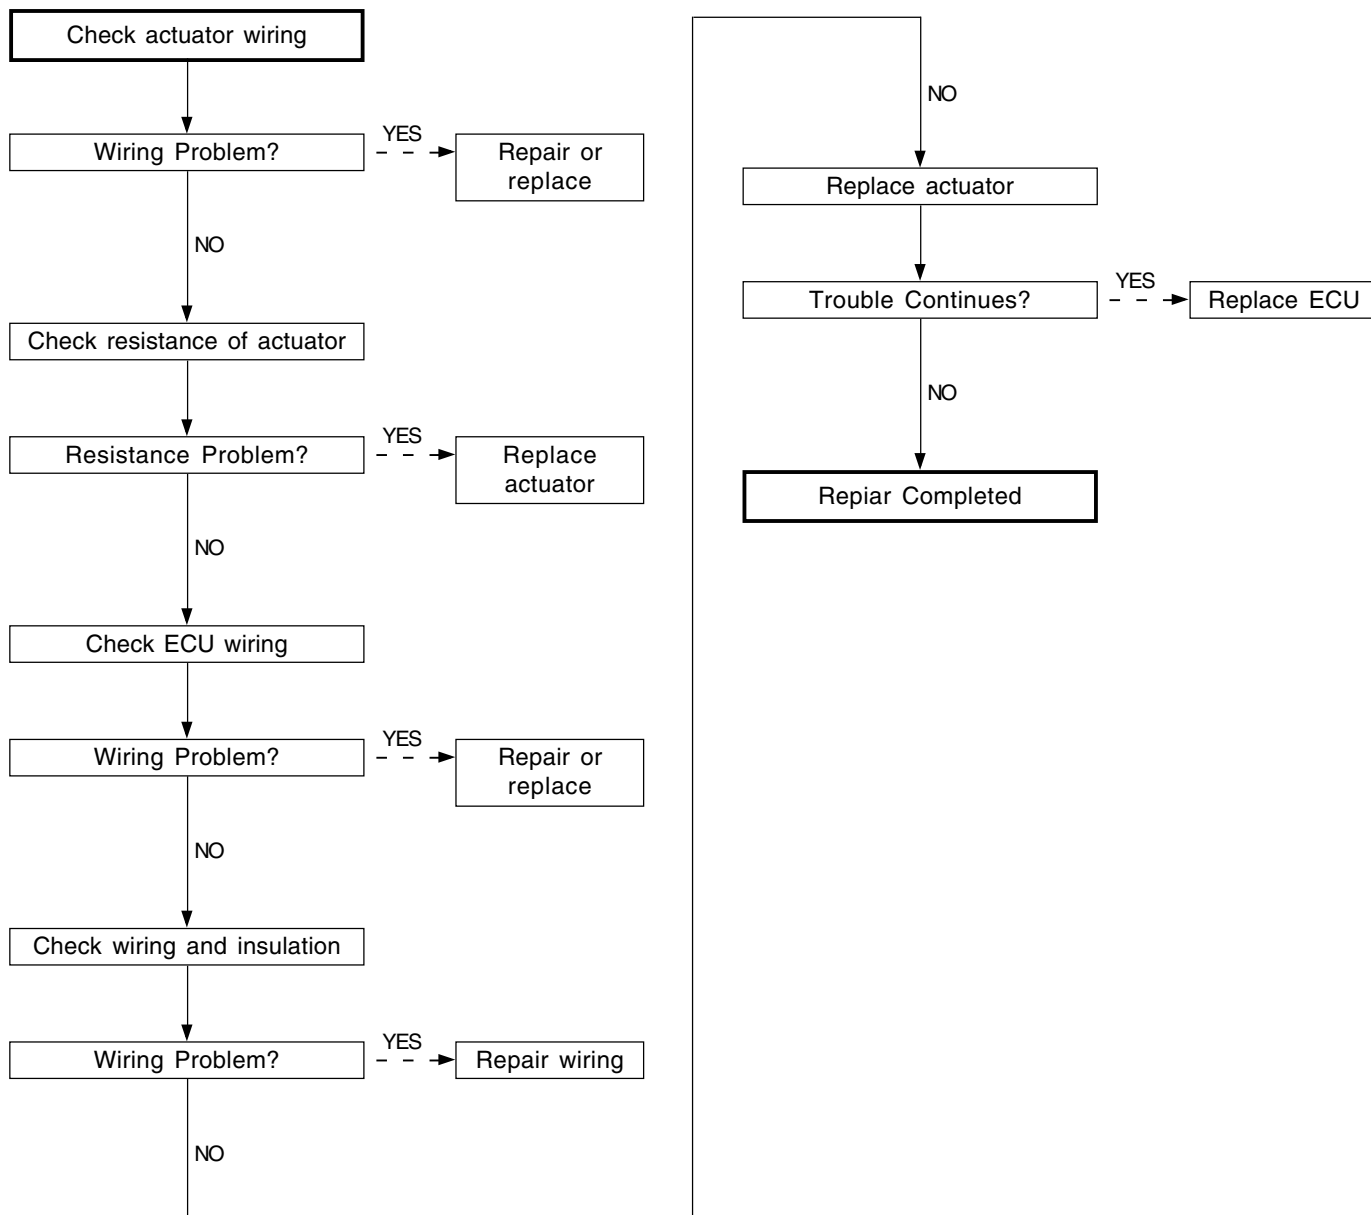 Check actuator wiring
Wiring Problem?
YES
Repair or
replace
NO
Check resistance of actuator
Resistance Problem?
YES
Replace
actuator
NO
Check ECU wiring
Wiring Problem?
YES
Repair or
replace
NO
Check wiring and insulation
Wiring Problem?
YES
Repair wiring
NO
NO
Replace actuator
Trouble Continues?
YES
Replace ECU
NO
Repiar Completed